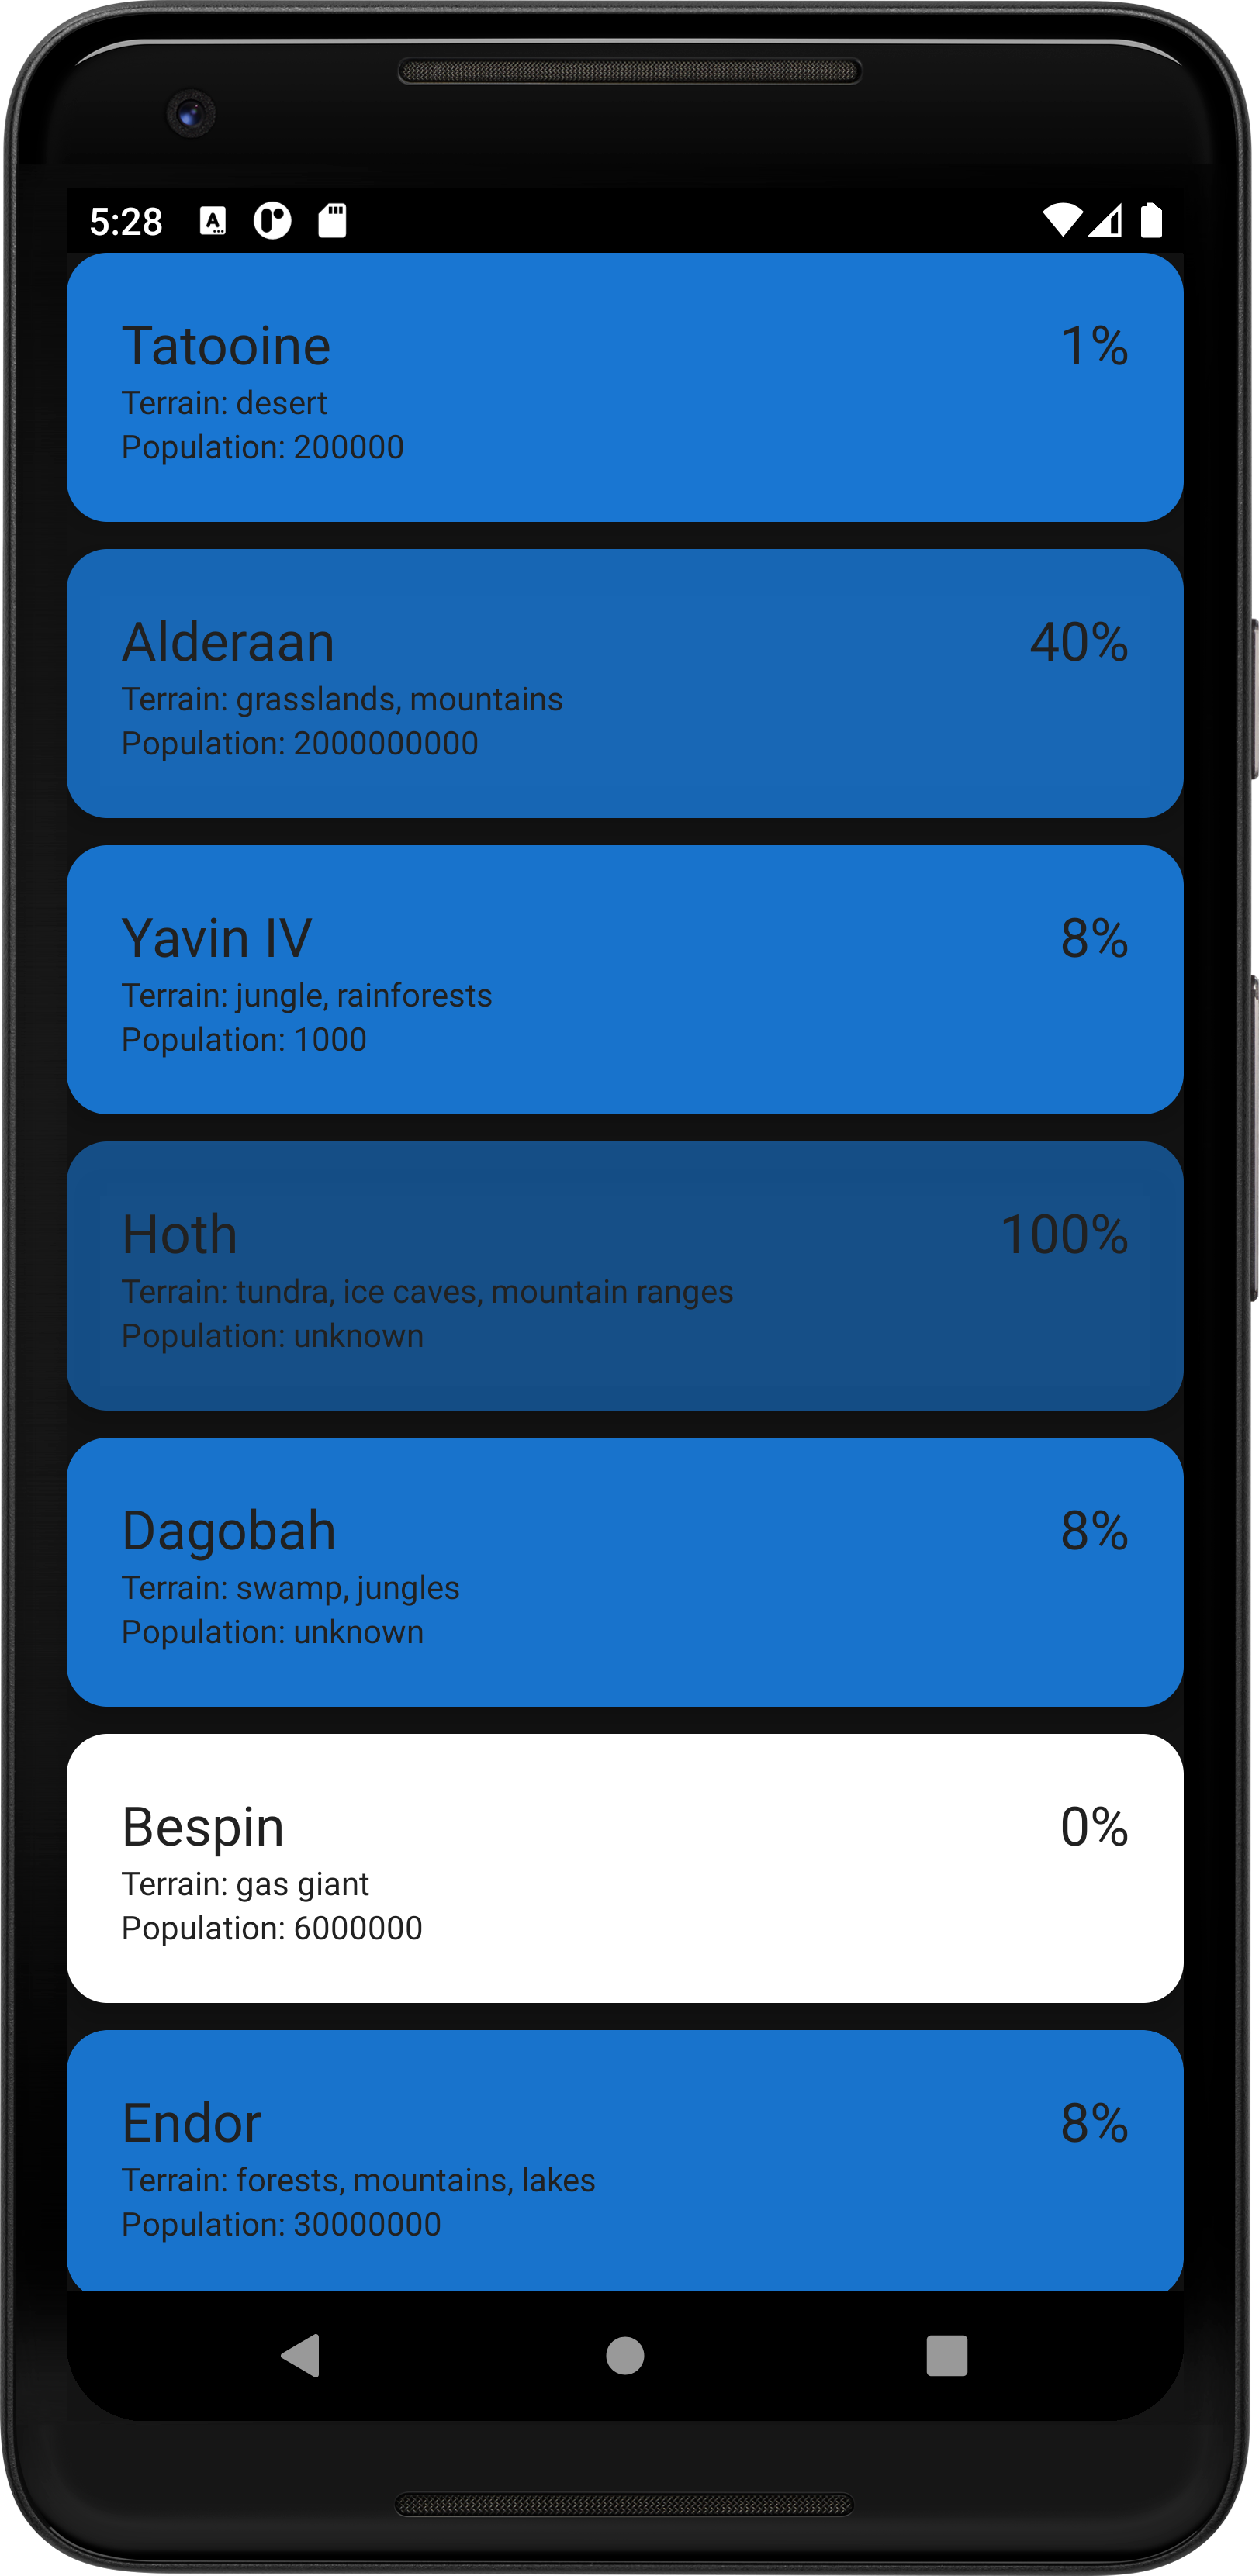 5:28
A
Tatooine 1%
Terrain: desert
Population: 200000
Alderaan 40%
Terrain: grasslands, mountains
Population: 2000000000
Yavin IV 8%
Terrain: jungle, rainforests
Population: 1000
Hoth 100%
Terrain: tundra, ice caves, mountain ranges
Population: unknown
Dagobah 8%
Terrain: swamp, jungles
Population: unknown
Bespin 0%
Terrain: gas giant
Population: 6000000
Endor 8%
Terrain: forests, mountains, lakes
Population: 30000000